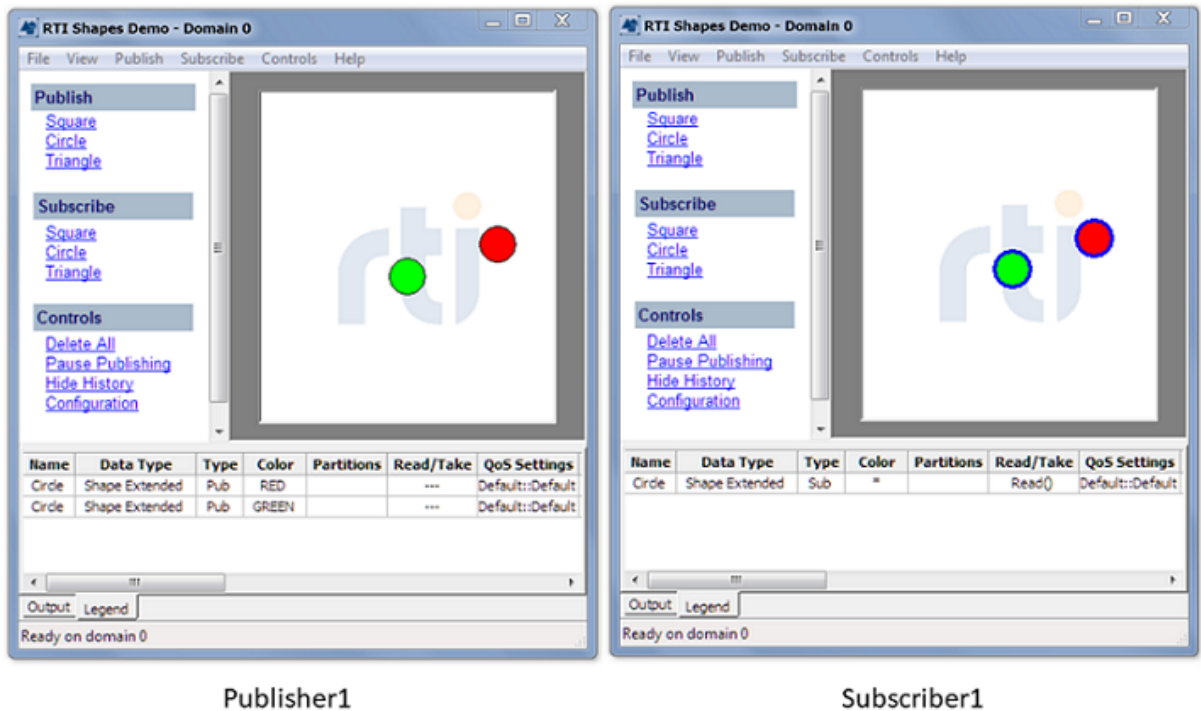 RTI Shapes Demo - Domain 0
File View Publish Subscribe Controls Help
Publish
Square
Circle
Triangle
Subscribe
Square
Circle
Triangle
Controls
Delete All
Pause Publishing
Hide History
Configuration
rti
Name Data Type Type Color Partitions Read/Take QoS Settings
Circle Shape Extended Pub RED --- Default::Default
Circle Shape Extended Pub GREEN --- Default::Default
Output Legend
Ready on domain 0
Publisher1
RTI Shapes Demo - Domain 0
File View Publish Subscribe Controls Help
Publish
Square
Circle
Triangle
Subscribe
Square
Circle
Triangle
Controls
Delete All
Pause Publishing
Hide History
Configuration
rti
Name Data Type Type Color Partitions Read/Take QoS Settings
Circle Shape Extended Sub * Read() Default::Default
Output Legend
Ready on domain 0
Subscriber1